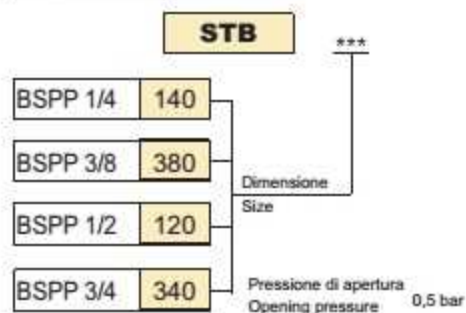 STB ***
BSPP 1/4 140
BSPP 3/8 380
Dimensione
Size
BSPP 1/2 120
BSPP 3/4 340
Pressione di apertura
Opening pressure 0,5 bar